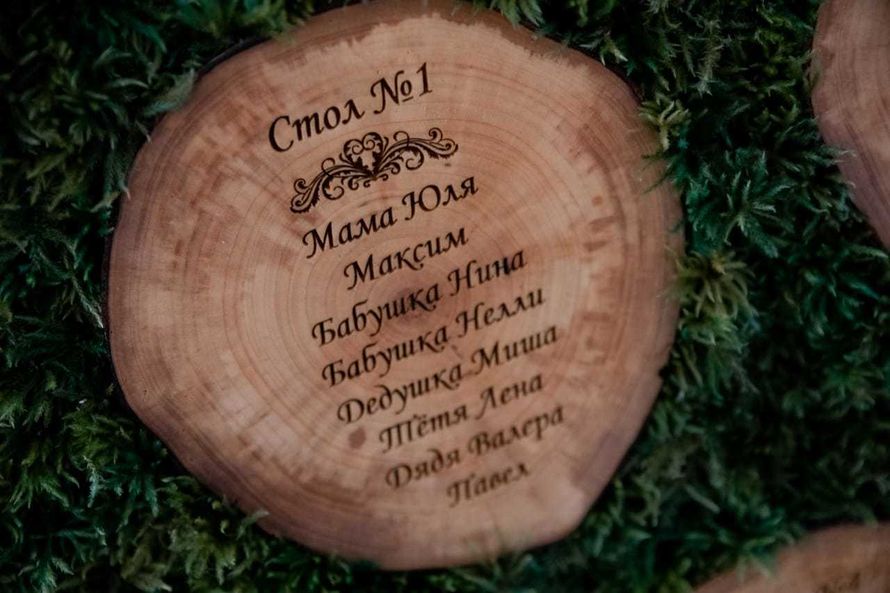 Стол №1
Мама Юля
Максим
Бабушка Нина
Бабушка Нелли
Дедушка Миша
Тётя Лена
Дядя Валера
Павел